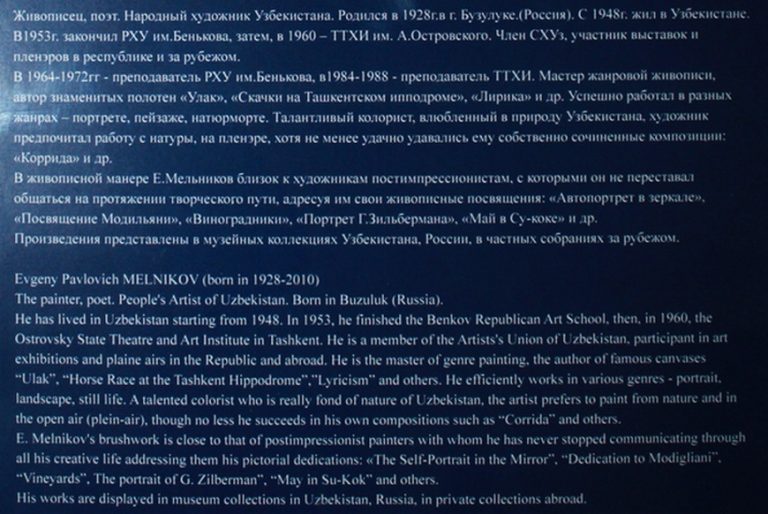 Живописец, поэт. Народный художник Узбекистана. Родился в 1928г.в г. Бузулуке.(Россия). С 1948г. жил в Узбекистане.
В1953г. закончил РХУ им.Бенькова, затем, в 1960 – ТТХИ им. А.Островского. Член СХУз, участник выставок и
пленэров в республике и за рубежом.
В 1964-1972гг - преподаватель РХУ им.Бенькова, в1984-1988 - преподаватель ТТХИ. Мастер жанровой живописи,
автор знаменитых полотен «Улак», «Скачки на Ташкентском ипподроме», «Лирика» и др. Успешно работал в разных
жанрах – портрете, пейзаже, натюрморте. Талантливый колорист, влюбленный в природу Узбекистана, художник
предпочитал работу с натуры, на пленэре, хотя не менее удачно удавались ему собственно сочиненные композиции:
«Коррида» и др.
В живописной манере Е.Мельников близок к художникам постимпрессионистам, с которыми он не переставал
общаться на протяжении творческого пути, адресуя им свои живописные посвящения: «Автопортрет в зеркале»,
«Посвящение Модильяни», «Виноградники», «Портрет Г.Зильбермана», «Май в Су-коке» и др.
Произведения представлены в музейных коллекциях Узбекистана, России, в частных собраниях за рубежом.
Evgeny Pavlovich MELNIKOV (born in 1928-2010)
The painter, poet. People's Artist of Uzbekistan. Born in Buzuluk (Russia).
He has lived in Uzbekistan starting from 1948. In 1953, he finished the Benkov Republican Art School, then, in 1960, the
Ostrovsky State Theatre and Art Institute in Tashkent. He is a member of the Artists's Union of Uzbekistan, participant in art
exhibitions and plaine airs in the Republic and abroad. He is the master of genre painting, the author of famous canvases
“Ulak”, “Horse Race at the Tashkent Hippodrome”,”Lyricism” and others. He efficiently works in various genres - portrait,
landscape, still life. A talented colorist who is really fond of nature of Uzbekistan, the artist prefers to paint from nature and in
the open air (plein-air), though no less he succeeds in his own compositions such as “Corrida” and others.
E. Melnikov's brushwork is close to that of postimpressionist painters with whom he has never stopped communicating through
all his creative life addressing them his pictorial dedications: «The Self-Portrait in the Mirror”, “Dedication to Modigliani”,
“Vineyards”, The portrait of G. Zilberman”, “May in Su-Kok” and others.
His works are displayed in museum collections in Uzbekistan, Russia, in private collections abroad.